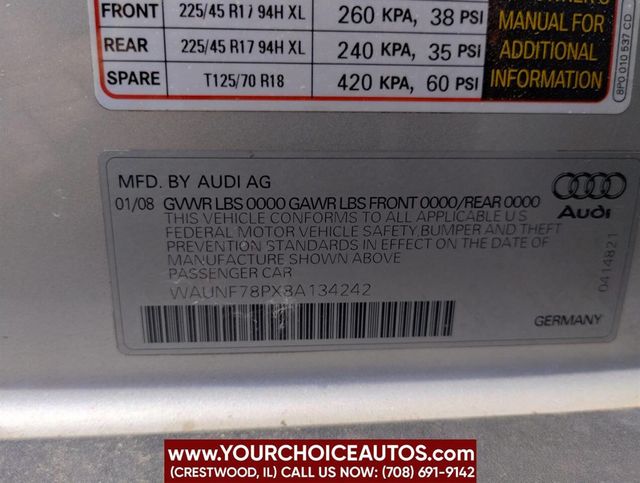 MANUAL FOR
ADDITIONAL
INFORMATION
FRONT 225/45 R17 94H XL 260 KPA, 38 PSI
REAR 225/45 R17 94H XL 240 KPA, 35 PSI
SPARE T125/70 R18 420 KPA, 60 PSI
8P0 010 537 CD
MFD. BY AUDI AG
01/08 GVWR LBS 0000 GAWR LBS FRONT 0000/REAR 0000
THIS VEHICLE CONFORMS TO ALL APPLICABLE U S
FEDERAL MOTOR VEHICLE SAFETY,BUMPER AND THEFT
PREVENTION STANDARDS IN EFFECT ON THE DATE OF
MANUFACTURE SHOWN ABOVE
PASSENGER CAR
WAUNF78PX8A134242
Audi
0414821
GERMANY
WWW.YOURCHOICEAUTOS.COM
(CRESTWOOD, IL) CALL US NOW: (708) 691-9142